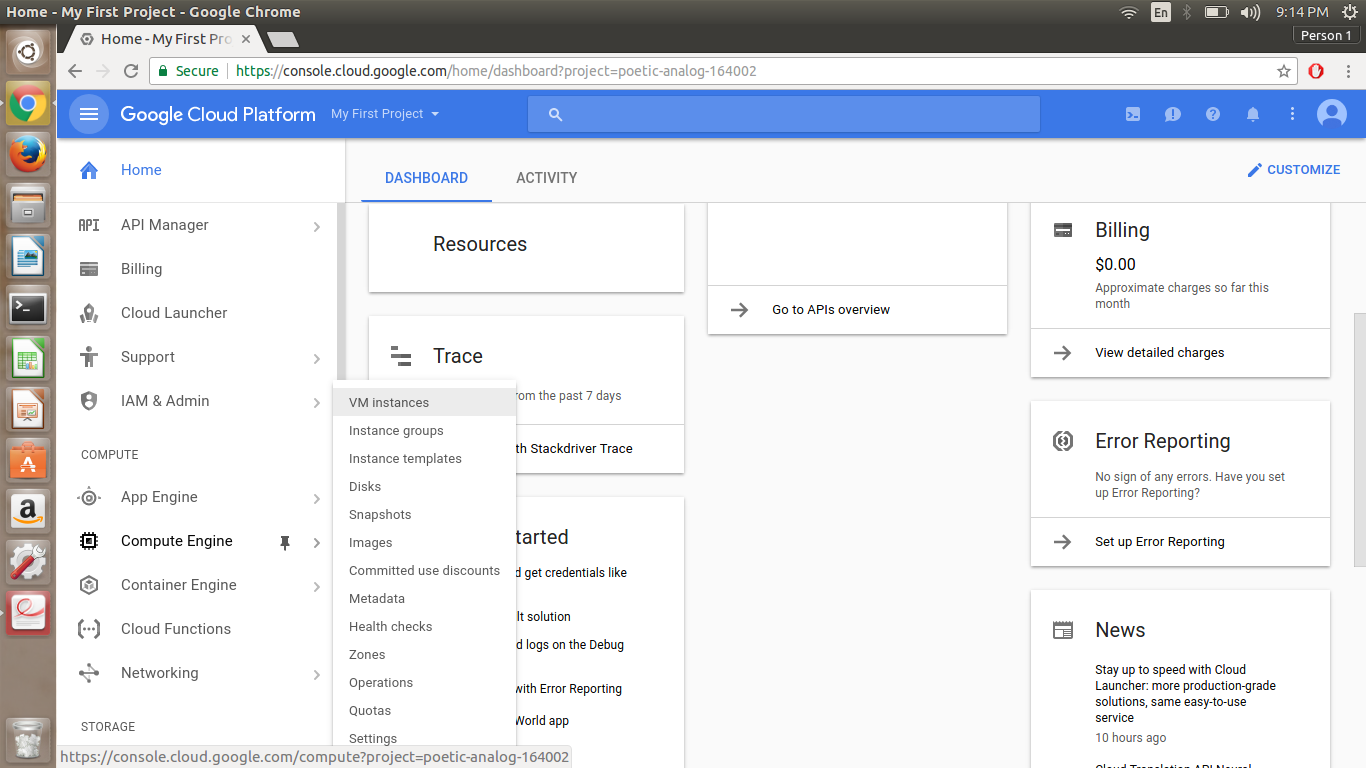 Home - My First Project - Google Chrome
En
9:14 PM
Home - My First Pro
Person 1
Secure
https://console.cloud.google.com/home/dashboard?project=poetic-analog-164002
Google Cloud Platform
My First Project
Home
DASHBOARD
ACTIVITY
CUSTOMIZE
API
API Manager
Billing
Cloud Launcher
Support
IAM & Admin
COMPUTE
App Engine
Compute Engine
Container Engine
Cloud Functions
Networking
STORAGE
VM instances
Instance groups
Instance templates
Disks
Snapshots
Images
Committed use discounts
Metadata
Health checks
Zones
Operations
Quotas
Settings
Resources
Trace
from the past 7 days
th Stackdriver Trace
tarted
d get credentials like
lt solution
d logs on the Debug
with Error Reporting
World app
Go to APIs overview
Billing
$0.00
Approximate charges so far this
month
View detailed charges
Error Reporting
No sign of any errors. Have you set
up Error Reporting?
Set up Error Reporting
News
Stay up to speed with Cloud
Launcher: more production-grade
solutions, same easy-to-use
service
10 hours ago
Cloud Translation API Neural
https://console.cloud.google.com/compute?project=poetic-analog-164002